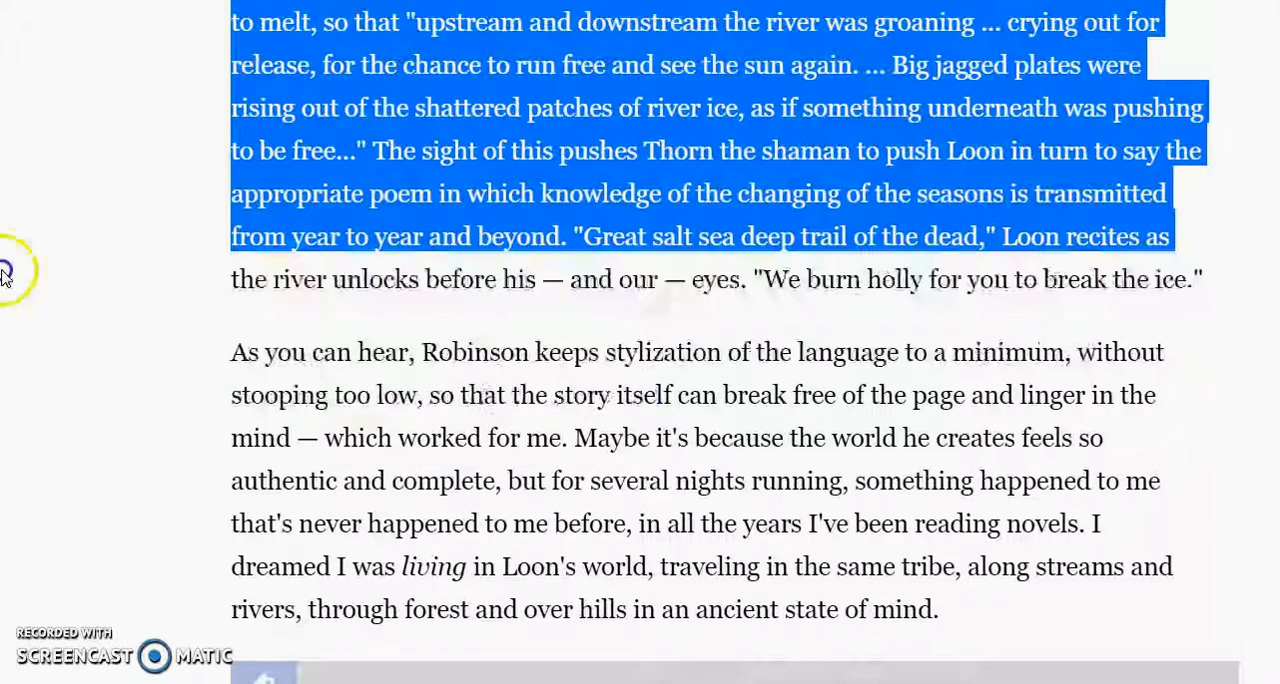 to melt, so that "upstream and downstream the river was groaning ... crying out for
release, for the chance to run free and see the sun again. ... Big jagged plates were
rising out of the shattered patches of river ice, as if something underneath was pushing
to be free..." The sight of this pushes Thorn the shaman to push Loon in turn to say the
appropriate poem in which knowledge of the changing of the seasons is transmitted
from year to year and beyond. "Great salt sea deep trail of the dead," Loon recites as
the river unlocks before his — and our — eyes. "We burn holly for you to break the ice."
As you can hear, Robinson keeps stylization of the language to a minimum, without
stooping too low, so that the story itself can break free of the page and linger in the
mind — which worked for me. Maybe it's because the world he creates feels so
authentic and complete, but for several nights running, something happened to me
that's never happened to me before, in all the years I've been reading novels. I
dreamed I was living in Loon's world, traveling in the same tribe, along streams and
rivers, through forest and over hills in an ancient state of mind.
RECORDED WITH
SCREENCAST MATIC